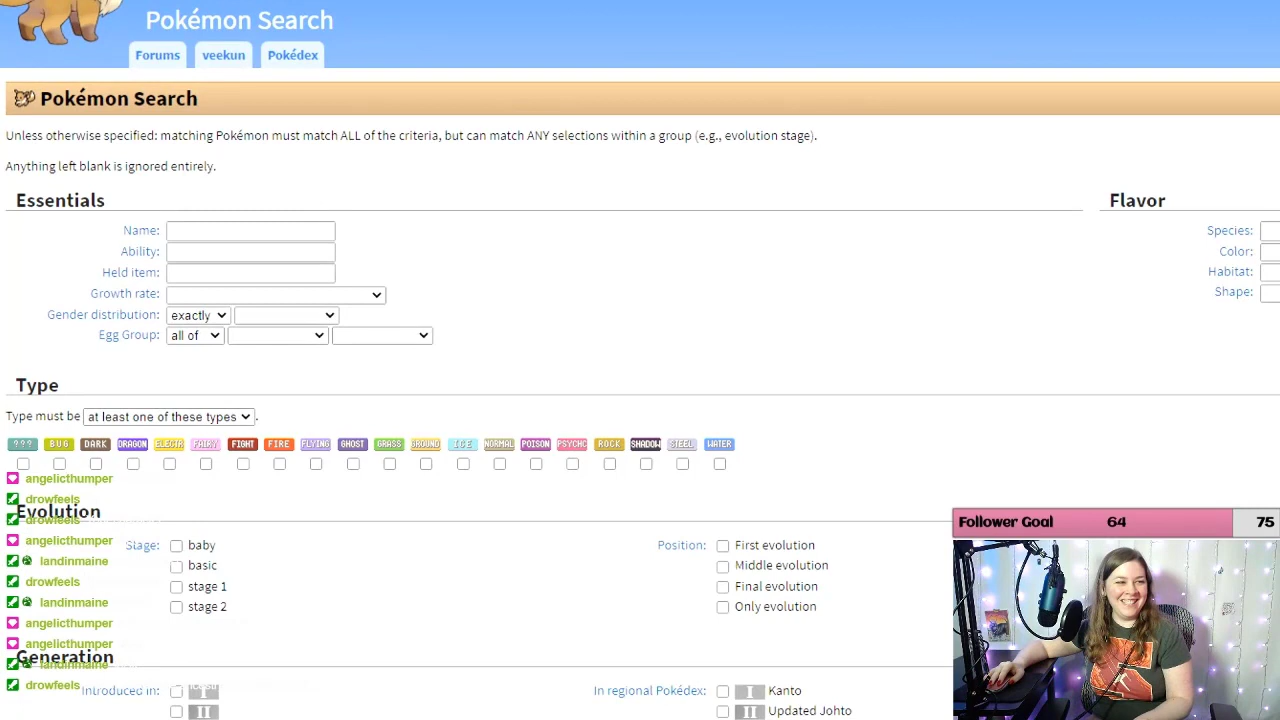 Pokémon Search
Forums
veekun
Pokédex
Pokémon Search
Unless otherwise specified: matching Pokémon must match ALL of the criteria, but can match ANY selections within a group (e.g., evolution stage).
Anything left blank is ignored entirely.
Essentials
Flavor
Name:
Species:
Ability:
Color:
Held item:
Habitat:
Growth rate:
Shape:
Gender distribution: exactly
Egg Group: all of
Type
Type must be at least one of these types.
??? BUG DARK DRAGON ELECTR FAIRY FIGHT FIRE FLYING GHOST GRASS GROUND ICE NORMAL POISON PSYCHC ROCK SHADOW STEEL WATER
angelicthumper
drowfeels
Evolution
drowfeels
Follower Goal 64 75
angelicthumper
Stage: baby
Position: First evolution
landinmaine
basic
Middle evolution
drowfeels
stage 1
Final evolution
landinmaine
stage 2
Only evolution
angelicthumper
angelicthumper
Generation
landinmaine
drowfeels
Introduced in: I
In regional Pokédex: I Kanto
II
II Updated Johto